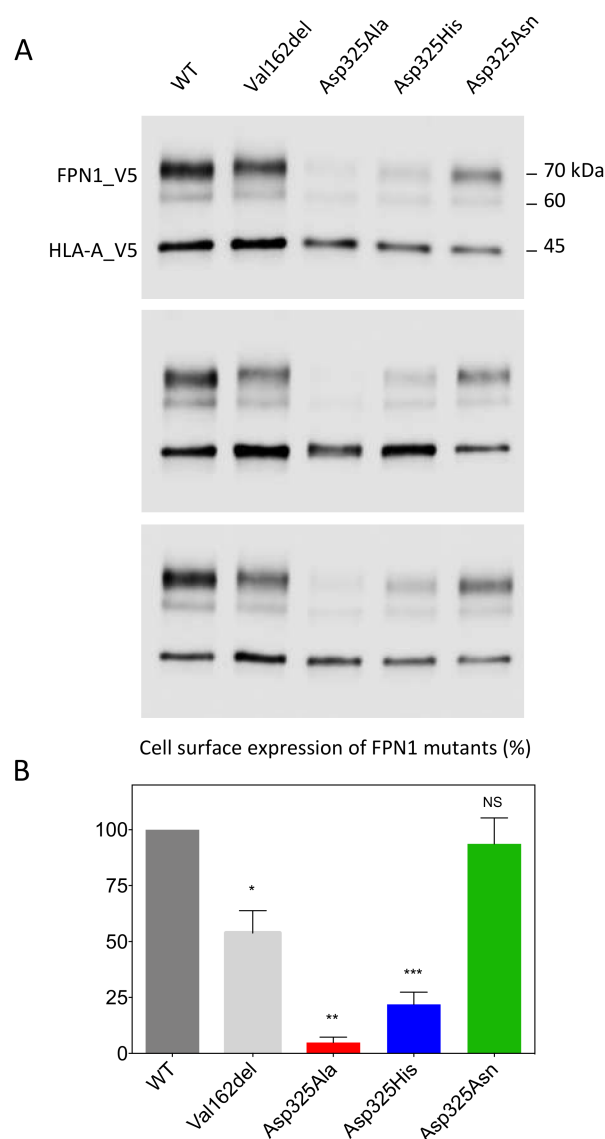 A
WT
Val162del
Asp325Ala
Asp325His
Asp325Asn
FPN1_V5
70 kDa
60
HLA-A_V5
45
Cell surface expression of FPN1 mutants (%)
B
100
75
50
25
0
*
**
***
NS
WT
Val162del
Asp325Ala
Asp325His
Asp325Asn